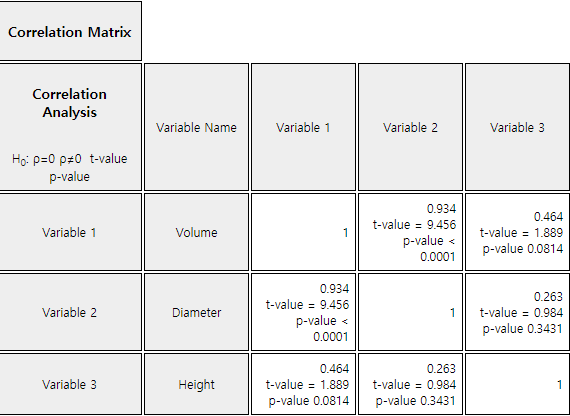 Correlation Matrix
Correlation
Analysis
H₀: ρ=0 ρ≠0 t-value
p-value
Variable Name
Variable 1
Variable 2
Variable 3
Variable 1
Volume
1
0.934
t-value = 9.456
p-value <
0.0001
0.464
t-value = 1.889
p-value 0.0814
Variable 2
Diameter
0.934
t-value = 9.456
p-value <
0.0001
1
0.263
t-value = 0.984
p-value 0.3431
Variable 3
Height
0.464
t-value = 1.889
p-value 0.0814
0.263
t-value = 0.984
p-value 0.3431
1